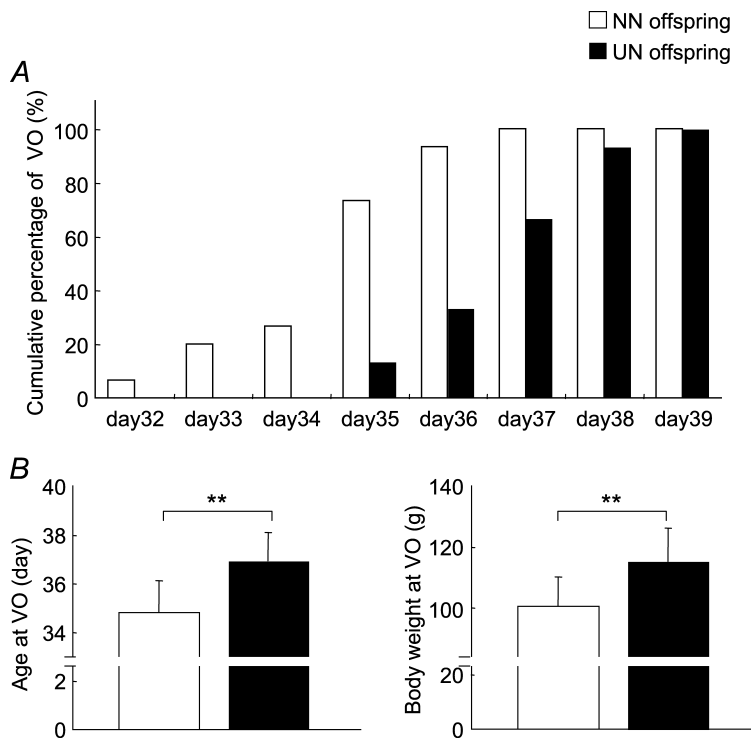 NN offspring
UN offspring
A
Cumulative percentage of VO (%)
100
80
60
40
20
0
day32 day33 day34 day35 day36 day37 day38 day39
B
Age at VO (day)
40
38
36
34
2
0
**
Body weight at VO (g)
140
120
100
20
0
**